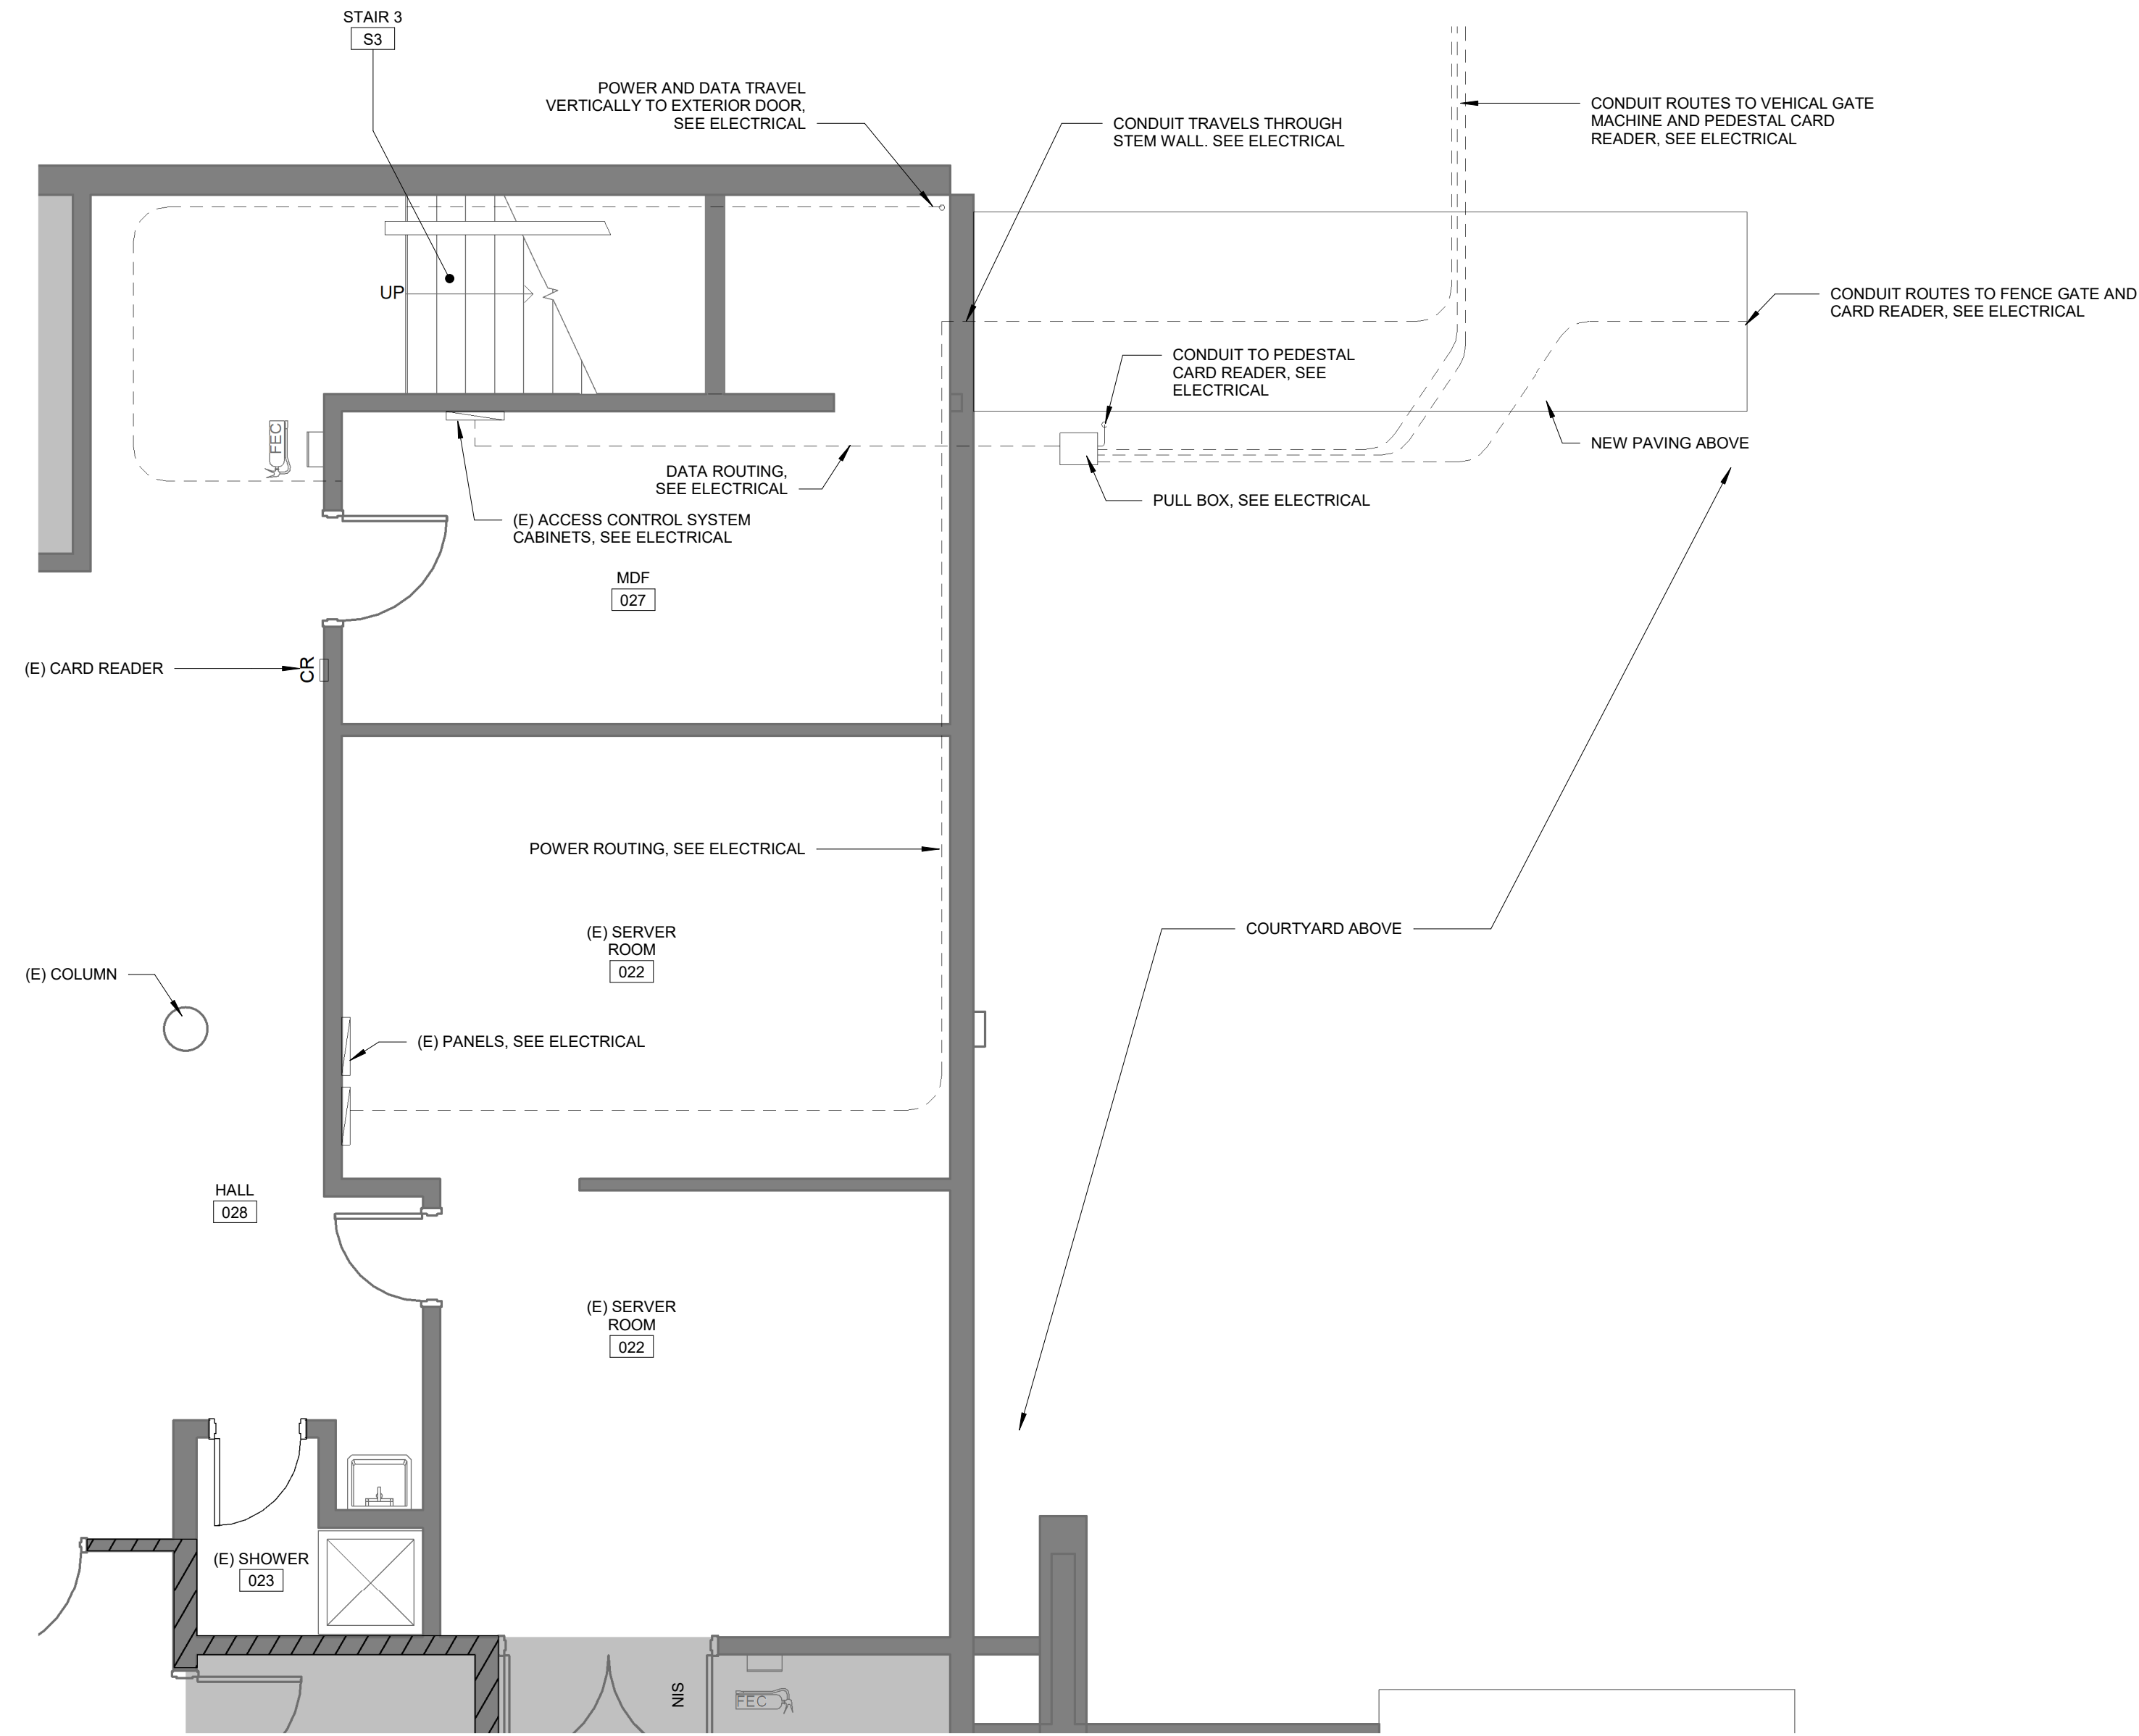 STAIR 3
S3
POWER AND DATA TRAVEL
VERTICALLY TO EXTERIOR DOOR,
SEE ELECTRICAL
CONDUIT TRAVELS THROUGH
STEM WALL. SEE ELECTRICAL
CONDUIT ROUTES TO VEHICAL GATE
MACHINE AND PEDESTAL CARD
READER, SEE ELECTRICAL
UP
CONDUIT ROUTES TO FENCE GATE AND
CARD READER, SEE ELECTRICAL
CONDUIT TO PEDESTAL
CARD READER, SEE
ELECTRICAL
FEC
NEW PAVING ABOVE
DATA ROUTING,
SEE ELECTRICAL
PULL BOX, SEE ELECTRICAL
(E) ACCESS CONTROL SYSTEM
CABINETS, SEE ELECTRICAL
MDF
027
(E) CARD READER
CR
POWER ROUTING, SEE ELECTRICAL
(E) SERVER
ROOM
022
COURTYARD ABOVE
(E) COLUMN
(E) PANELS, SEE ELECTRICAL
HALL
028
(E) SERVER
ROOM
022
(E) SHOWER
023
NIS
FEC